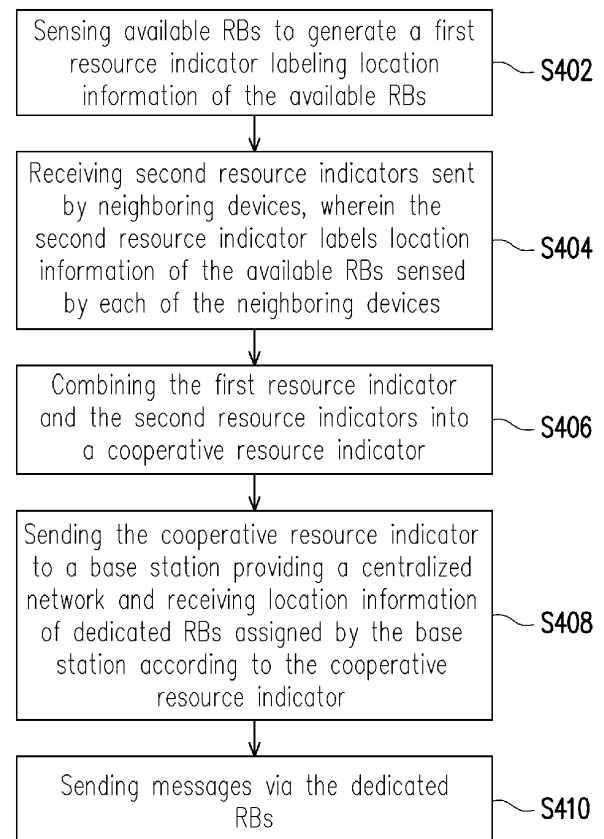 Sensing available RBs to generate a first
resource indicator labeling location
information of the available RBs
S402
Receiving second resource indicators sent
by neighboring devices, wherein the
second resource indicator labels location
information of the available RBs sensed
by each of the neighboring devices
S404
Combining the first resource indicator
and the second resource indicators into
a cooperative resource indicator
S406
Sending the cooperative resource indicator
to a base station providing a centralized
network and receiving location information
of dedicated RBs assigned by the base
station according to the cooperative
resource indicator
S408
Sending messages via the dedicated
RBs
S410